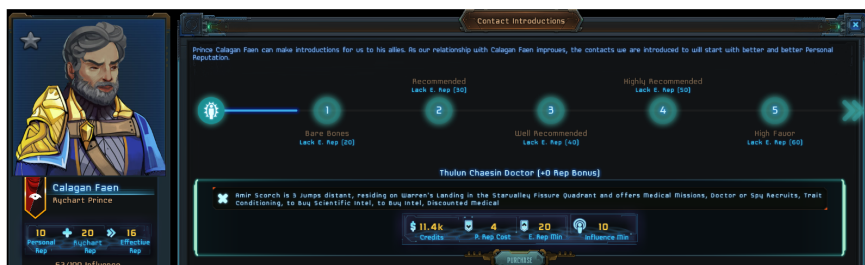 Contact Introductions
Prince Calagan Faen can make introductions for us to his allies. As our relationship with Calagan Faen improves, the contacts we are introduced to will start with better and better Personal
Reputation.
Recommended
Lack E. Rep (30)
Highly Recommended
Lack E. Rep (50)
1
2
3
4
5
Bare Bones
Lack E. Rep (20)
Well Recommended
Lack E. Rep (40)
High Favor
Lack E. Rep (60)
Thulun Chaesin Doctor (+0 Rep Bonus)
Amir Scorch is 3 Jumps distant, residing on Warren's Landing in the Starvalley Fissure Quadrant and offers Medical Missions, Doctor or Spy Recruits, Trait
Conditioning, to Buy Scientific Intel, to Buy Intel, Discounted Medical
$ 11.4k
Credits
4
P. Rep Cost
20
E. Rep Min
10
Influence Min
PURCHASE
Calagan Faen
Rychart Prince
10 + 20 » 16
Personal Rep
Rychart Rep
Effective Rep